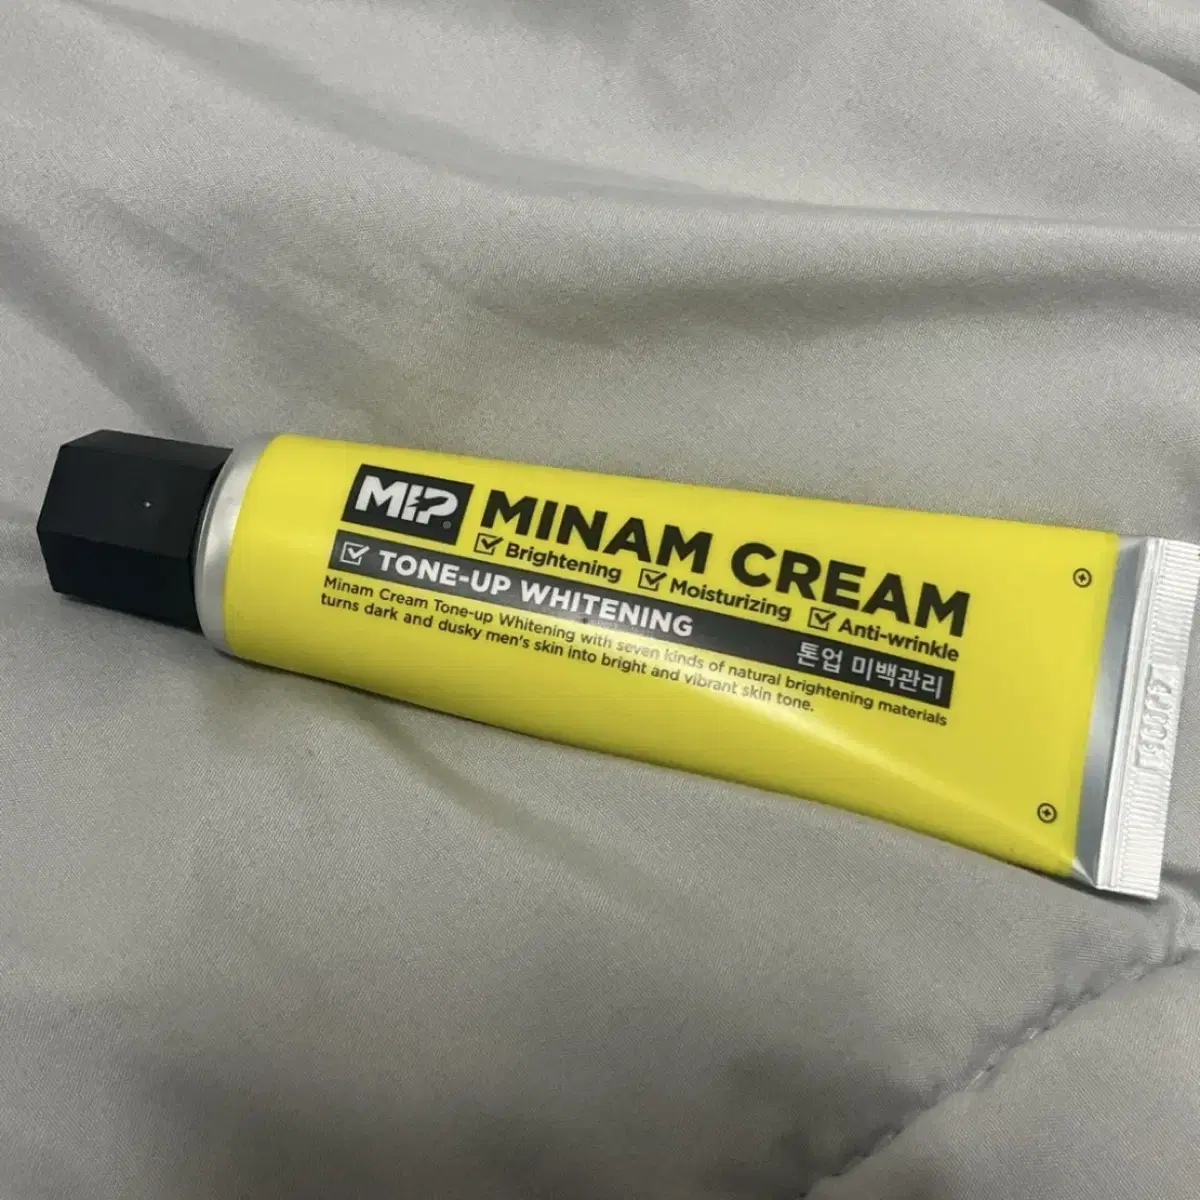 MIP MINAM CREAM
Brightening Moisturizing Anti-wrinkle
TONE-UP WHITENING 톤업 미백관리
Minam Cream Tone-up Whitening with seven kinds of natural brightening materials
turns dark and dusky men's skin into bright and vibrant skin tone.